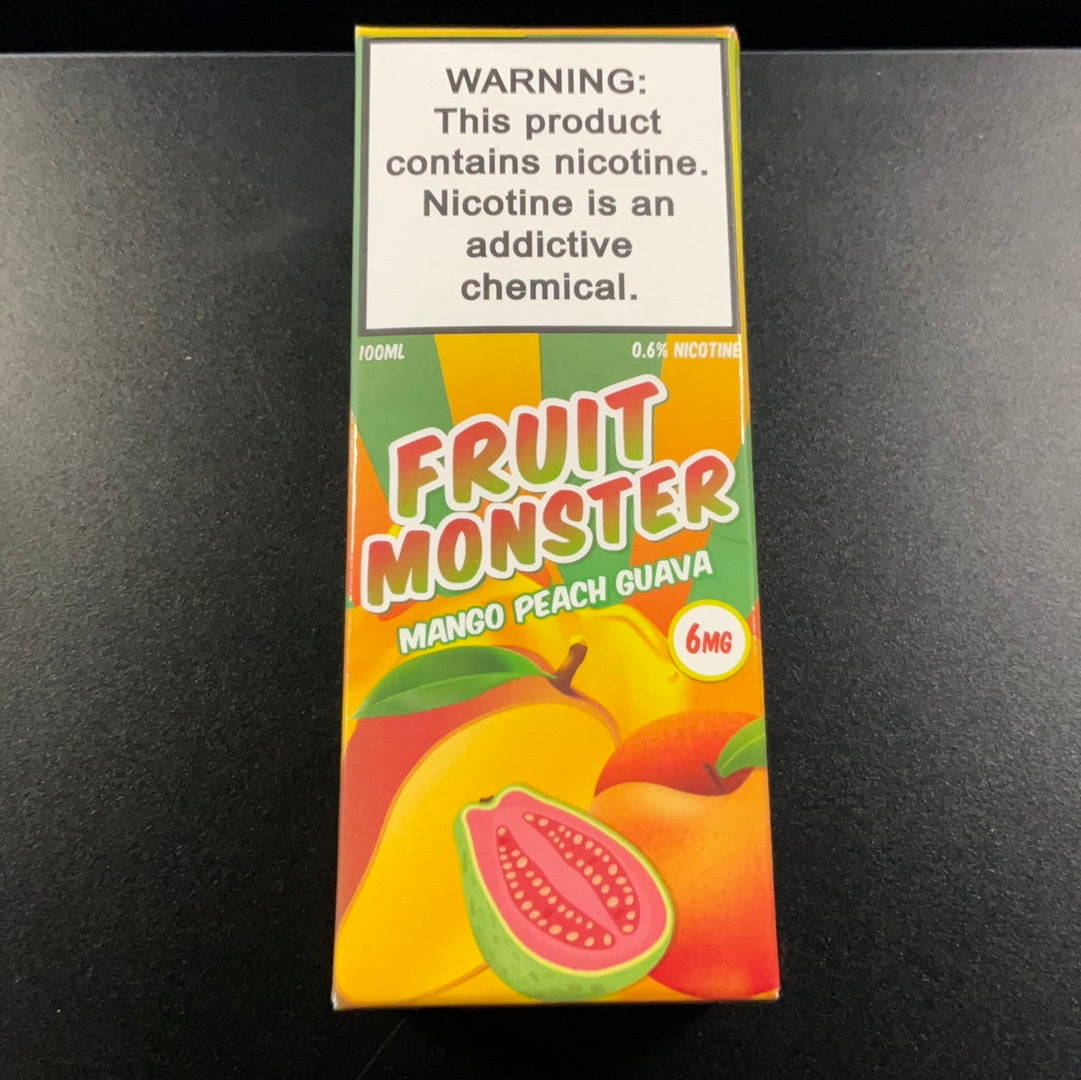 WARNING:
This product
contains nicotine.
Nicotine is an
addictive
chemical.
100ML 0.6% NICOTINE
FRUIT
MONSTER
MANGO PEACH GUAVA
6MG